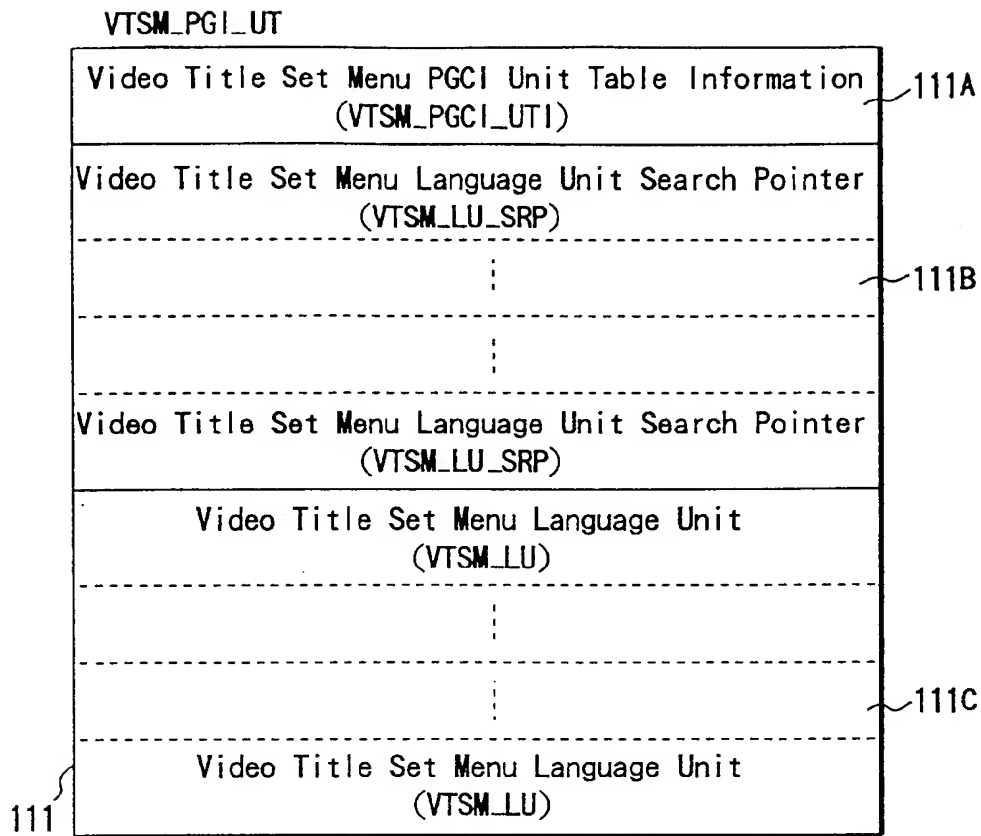 VTSM_PGI_UT
Video Title Set Menu PGCI Unit Table Information
(VTSM_PGCI_UTI)
111A
Video Title Set Menu Language Unit Search Pointer
(VTSM_LU_SRP)
111B
Video Title Set Menu Language Unit Search Pointer
(VTSM_LU_SRP)
Video Title Set Menu Language Unit
(VTSM_LU)
111C
Video Title Set Menu Language Unit
(VTSM_LU)
111